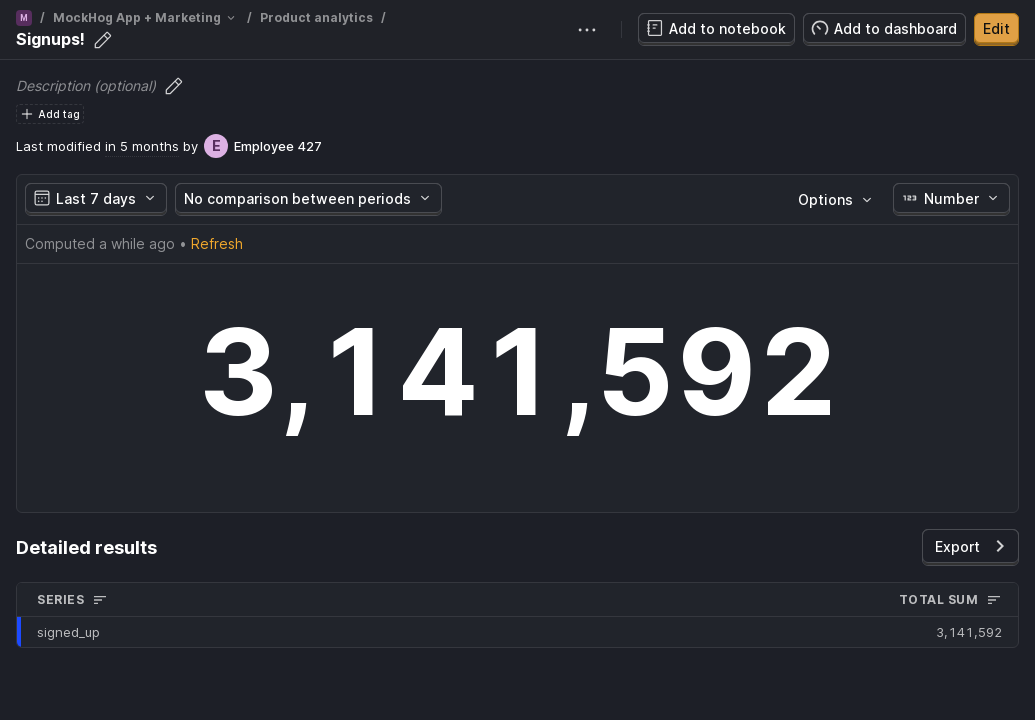 M / MockHog App + Marketing / Product analytics /
Signups!
Add to notebook
Add to dashboard
Edit
Description (optional)
Add tag
Last modified in 5 months by E Employee 427
Last 7 days
No comparison between periods
Options
123 Number
Computed a while ago • Refresh
3,141,592
Detailed results
Export
SERIES TOTAL SUM
signed_up 3,141,592